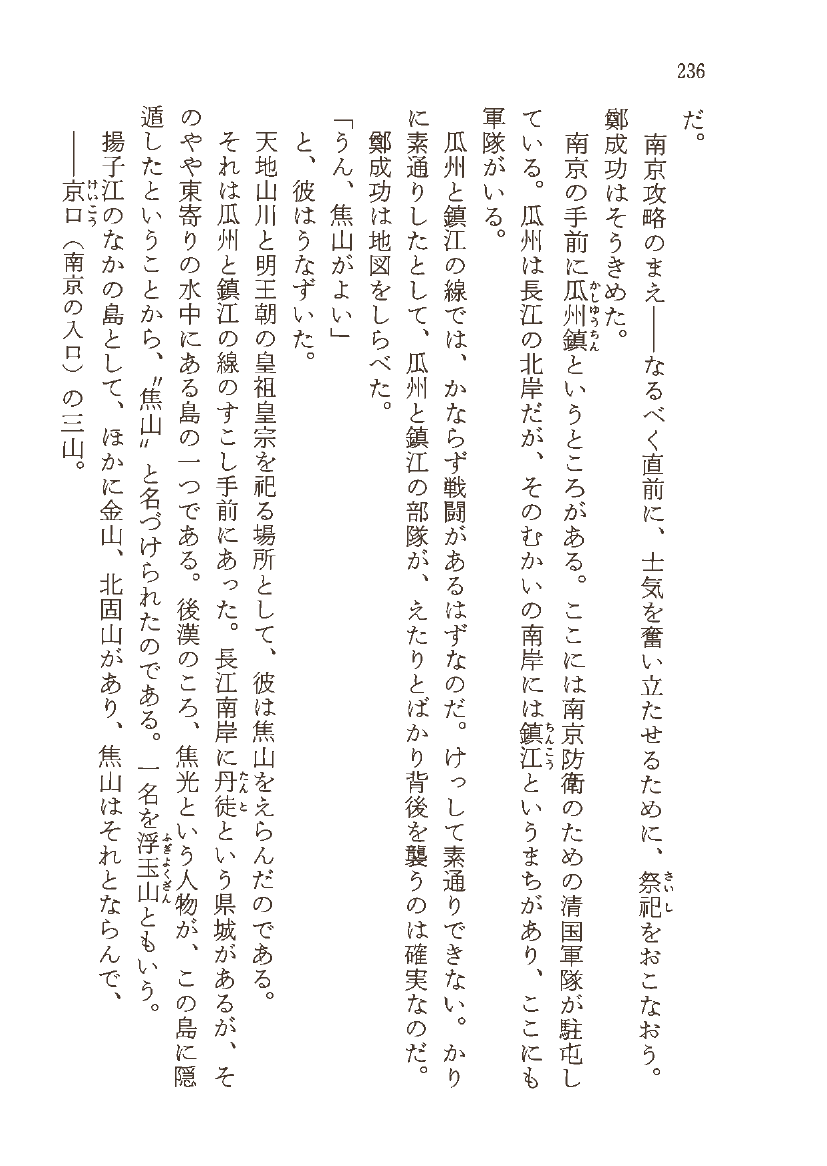 236
だ。
　南京攻略のまえ――なるべく直前に、士気を奮い立たせるために、祭祀をおこなおう。
鄭成功はそうきめた。
　南京の手前に瓜州鎮というところがある。ここには南京防衛のための清国軍隊が駐屯し
ている。瓜州は長江の北岸だが、そのむかいの南岸には鎮江というまちがあり、ここにも
軍隊がいる。
　瓜州と鎮江の線では、かならず戦闘があるはずなのだ。けっして素通りできない。かり
に素通りしたとして、瓜州と鎮江の部隊が、えたりとばかり背後を襲うのは確実なのだ。
　鄭成功は地図をしらべた。
「うん、焦山がよい」
　と、彼はうなずいた。
　天地山川と明王朝の皇祖皇宗を祀る場所として、彼は焦山をえらんだのである。
　それは瓜州と鎮江の線のすこし手前にあった。長江南岸に丹徒という県城があるが、そ
のやや東寄りの水中にある島の一つである。後漢のころ、焦光という人物が、この島に隠
遁したということから、〝焦山〟と名づけられたのである。一名を浮玉山ともいう。
　揚子江のなかの島として、ほかに金山、北固山があり、焦山はそれとならんで、
　――京口（南京の入口）の三山。